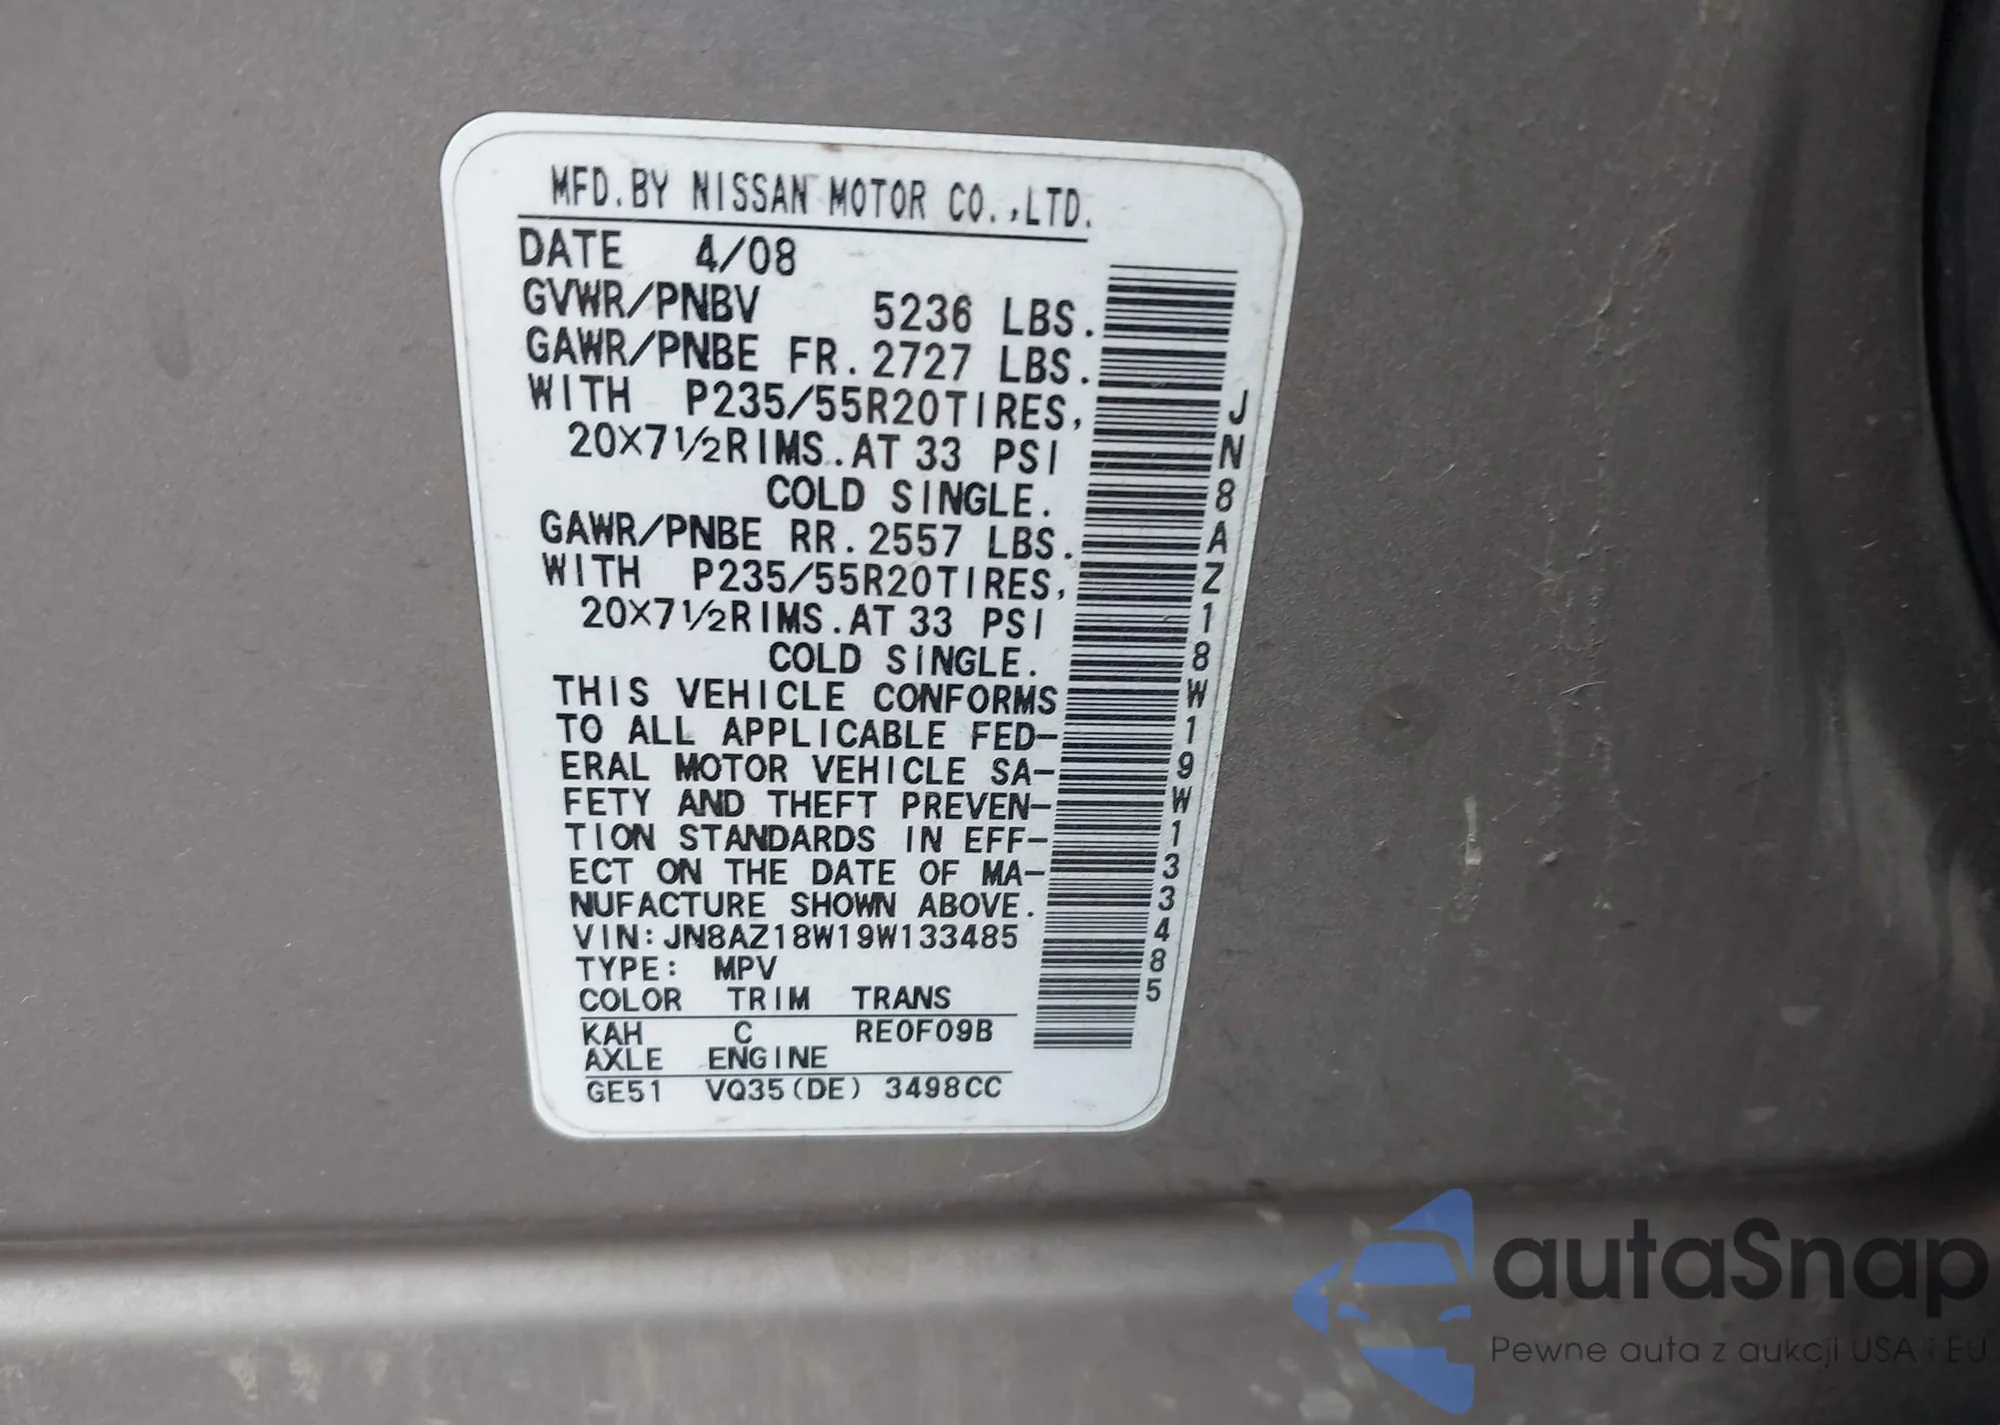 MFD.BY NISSAN MOTOR CO.,LTD.
DATE 4/08
GVWR/PNBV 5236 LBS.
GAWR/PNBE FR. 2727 LBS.
WITH P235/55R20TIRES,
20X7½RIMS.AT 33 PSI
COLD SINGLE.
GAWR/PNBE RR. 2557 LBS.
WITH P235/55R20TIRES,
20X7½RIMS.AT 33 PSI
COLD SINGLE.
THIS VEHICLE CONFORMS
TO ALL APPLICABLE FED-
ERAL MOTOR VEHICLE SA-
FETY AND THEFT PREVEN-
TION STANDARDS IN EFF-
ECT ON THE DATE OF MA-
NUFACTURE SHOWN ABOVE.
VIN:JN8AZ18W19W133485
TYPE: MPV
COLOR TRIM TRANS
KAH C RE0F09B
AXLE ENGINE
GE51 VQ35(DE) 3498CC
JN8AZ18W19W133485
autaSnap
Pewne auta z aukcji USA i EU